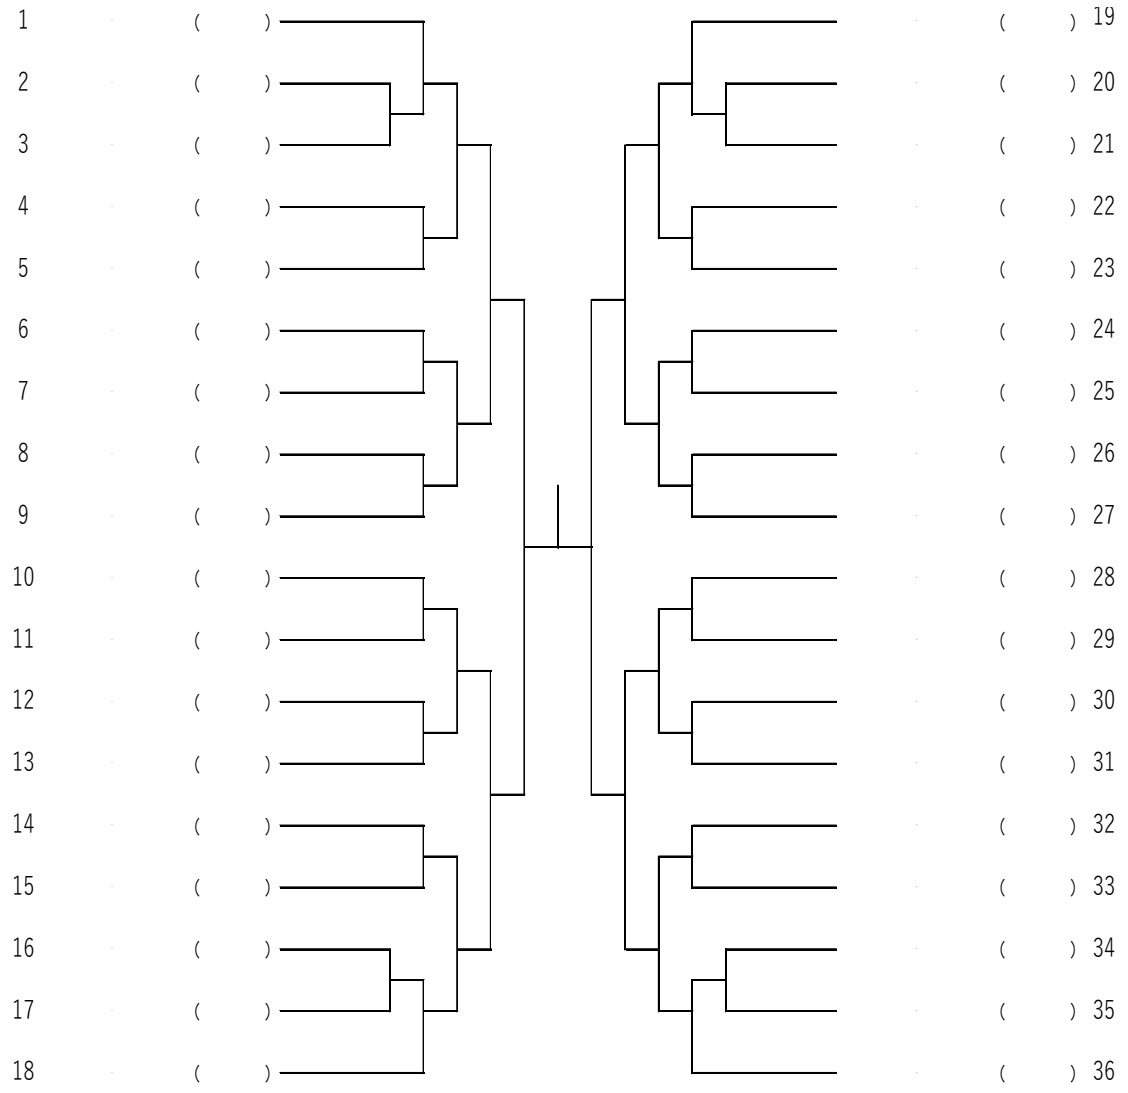 1 ( ) ( ) 19
2 ( ) ( ) 20
3 ( ) ( ) 21
4 ( ) ( ) 22
5 ( ) ( ) 23
6 ( ) ( ) 24
7 ( ) ( ) 25
8 ( ) ( ) 26
9 ( ) ( ) 27
10 ( ) ( ) 28
11 ( ) ( ) 29
12 ( ) ( ) 30
13 ( ) ( ) 31
14 ( ) ( ) 32
15 ( ) ( ) 33
16 ( ) ( ) 34
17 ( ) ( ) 35
18 ( ) ( ) 36